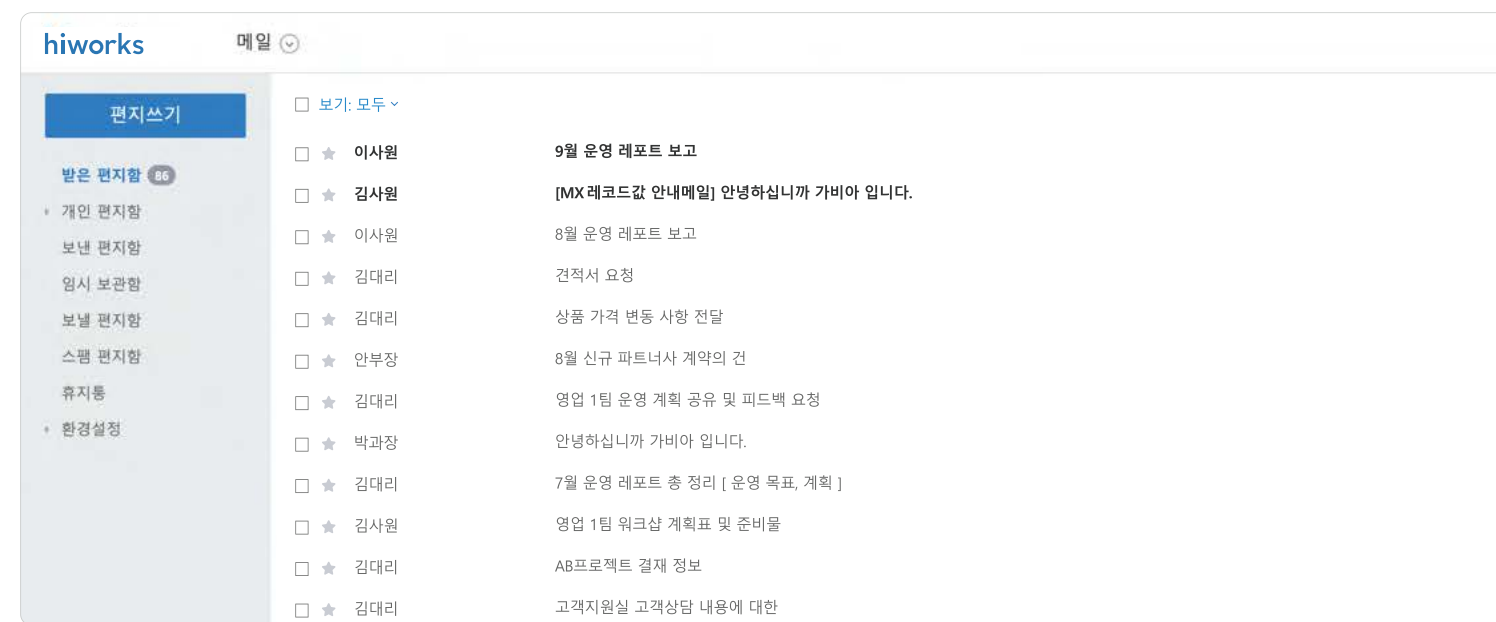 hiworks 메일
편지쓰기
받은 편지함 86
개인 편지함
보낸 편지함
임시 보관함
보낼 편지함
스팸 편지함
휴지통
환경설정
보기: 모두
이사원 9월 운영 레포트 보고
김사원 [MX 레코드값 안내메일] 안녕하십니까 가비아 입니다.
이사원 8월 운영 레포트 보고
김대리 견적서 요청
김대리 상품 가격 변동 사항 전달
안부장 8월 신규 파트너사 계약의 건
김대리 영업 1팀 운영 계획 공유 및 피드백 요청
박과장 안녕하십니까 가비아 입니다.
김대리 7월 운영 레포트 총 정리 [ 운영 목표, 계획 ]
김사원 영업 1팀 워크샵 계획표 및 준비물
김대리 AB프로젝트 결재 정보
김대리 고객지원실 고객상담 내용에 대한